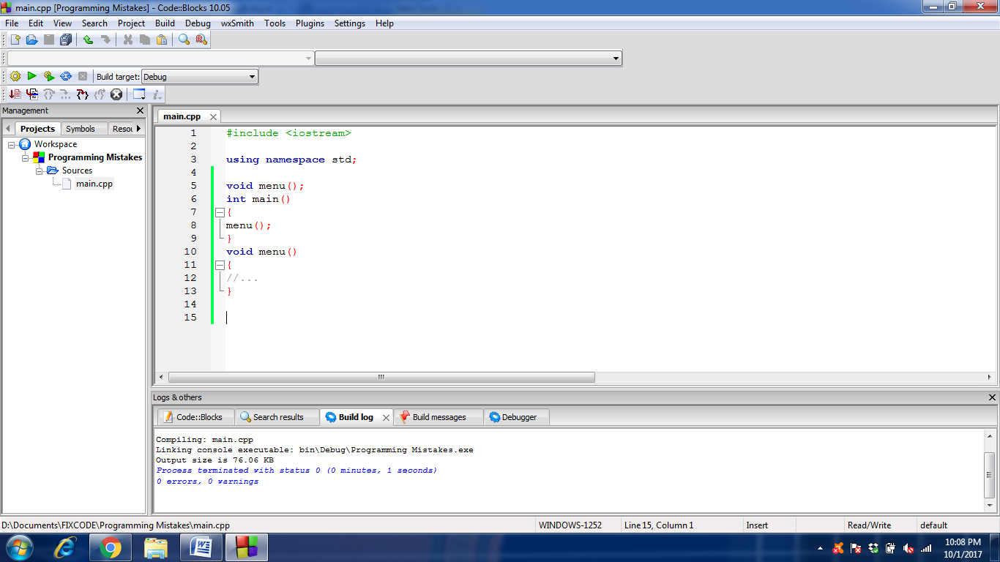 main.cpp [Programming Mistakes] - Code::Blocks 10.05
File Edit View Search Project Build Debug wxSmith Tools Plugins Settings Help
Build target: Debug
Management
Projects Symbols Resou
Workspace
Programming Mistakes
Sources
main.cpp
main.cpp
1 #include <iostream>
2
3 using namespace std;
4
5 void menu();
6 int main()
7 {
8 menu();
9 }
10 void menu()
11 {
12 //...
13 }
14
15
Logs & others
Code::Blocks Search results Build log Build messages Debugger
Compiling: main.cpp
Linking console executable: bin\Debug\Programming Mistakes.exe
Output size is 76.06 KB
Process terminated with status 0 (0 minutes, 1 seconds)
0 errors, 0 warnings
D:\Documents\FIXCODE\Programming Mistakes\main.cpp WINDOWS-1252 Line 15, Column 1 Insert Read/Write default
10:08 PM
10/1/2017